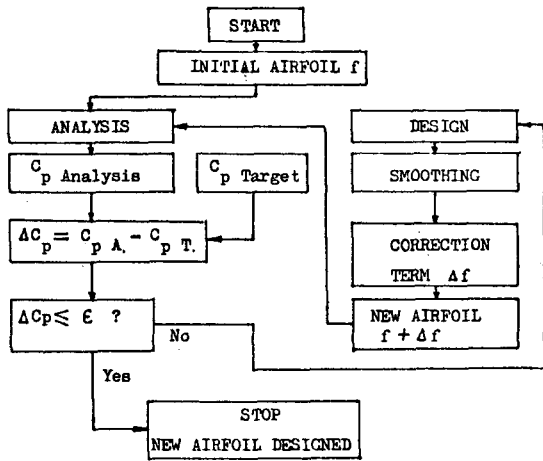 START
INITIAL AIRFOIL f
ANALYSIS
C_p Analysis
C_p Target
ΔC_p = C_p A. - C_p T.
ΔCp ≤ ε ?
No
Yes
STOP
NEW AIRFOIL DESIGNED
DESIGN
SMOOTHING
CORRECTION
TERM Δf
NEW AIRFOIL
f + Δf